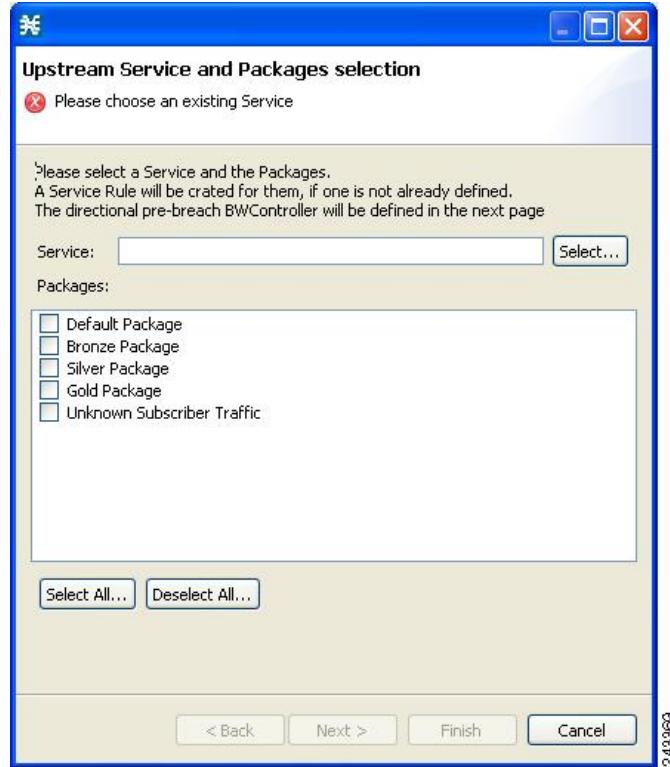 Upstream Service and Packages selection
Please choose an existing Service
Please select a Service and the Packages.
A Service Rule will be crated for them, if one is not already defined.
The directional pre-breach BWController will be defined in the next page
Service:
Select...
Packages:
Default Package
Bronze Package
Silver Package
Gold Package
Unknown Subscriber Traffic
Select All...
Deselect All...
< Back
Next >
Finish
Cancel